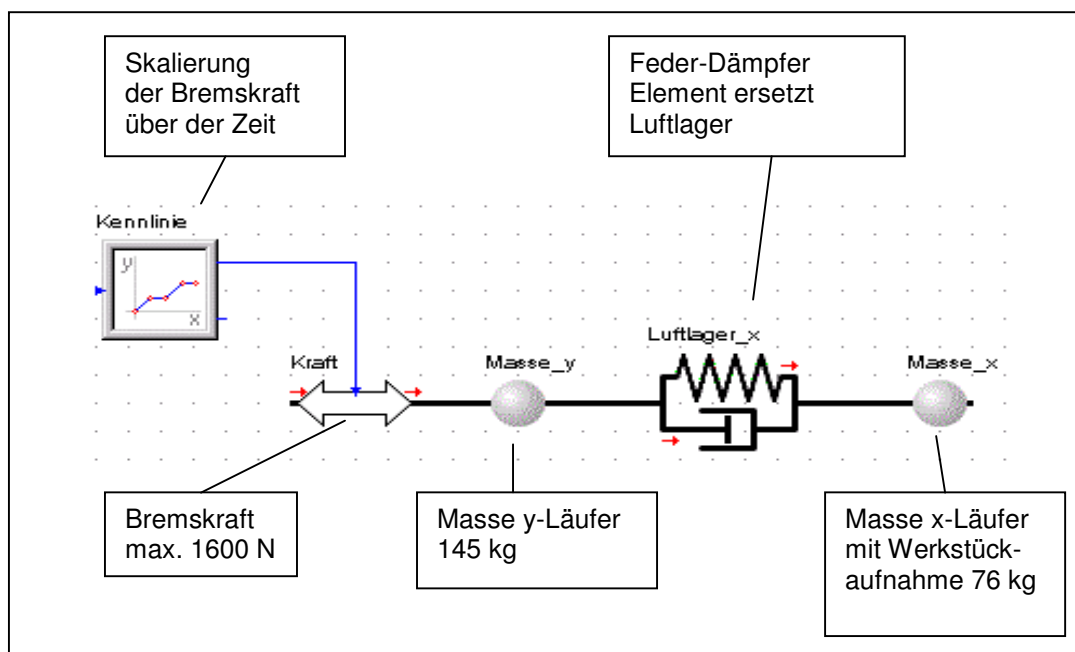 Skalierung
der Bremskraft
über der Zeit
Feder-Dämpfer
Element ersetzt
Luftlager
Kennlinie
y
x
Kraft
Masse_y
Luftlager_x
Masse_x
Bremskraft
max. 1600 N
Masse y-Läufer
145 kg
Masse x-Läufer
mit Werkstück-
aufnahme 76 kg